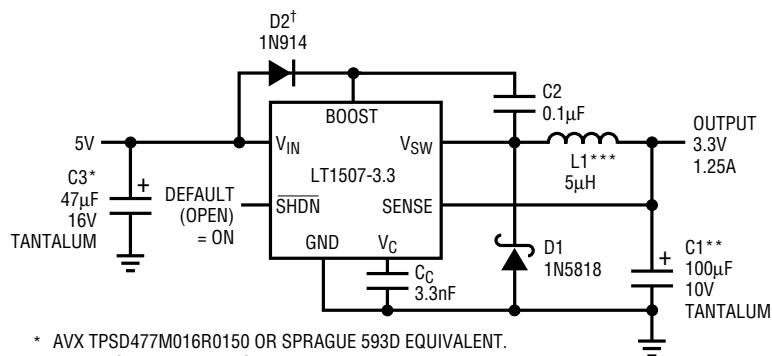 D2†
1N914
C2
0.1µF
BOOST
5V
VIN
VSW
OUTPUT
3.3V
1.25A
LT1507-3.3
L1***
5µH
C3*
47µF
16V
TANTALUM
+
DEFAULT
(OPEN)
= ON
SHDN
SENSE
GND
VC
D1
1N5818
CC
3.3nF
+
C1**
100µF
10V
TANTALUM
* AVX TPSD477M016R0150 OR SPRAGUE 593D EQUIVALENT.